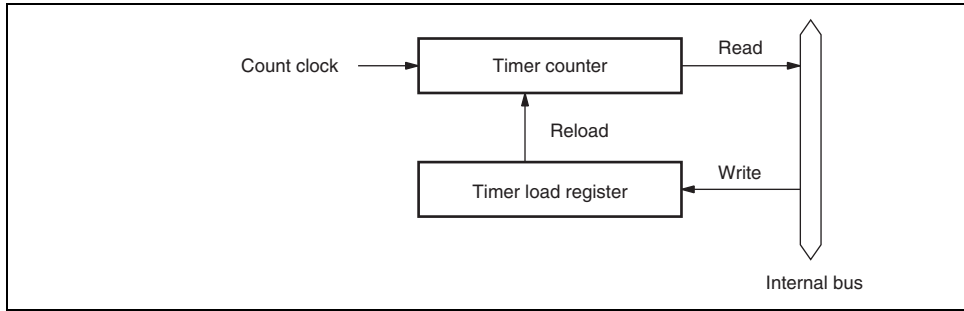 Read
Count clock
Timer counter
Reload
Write
Timer load register
Internal bus